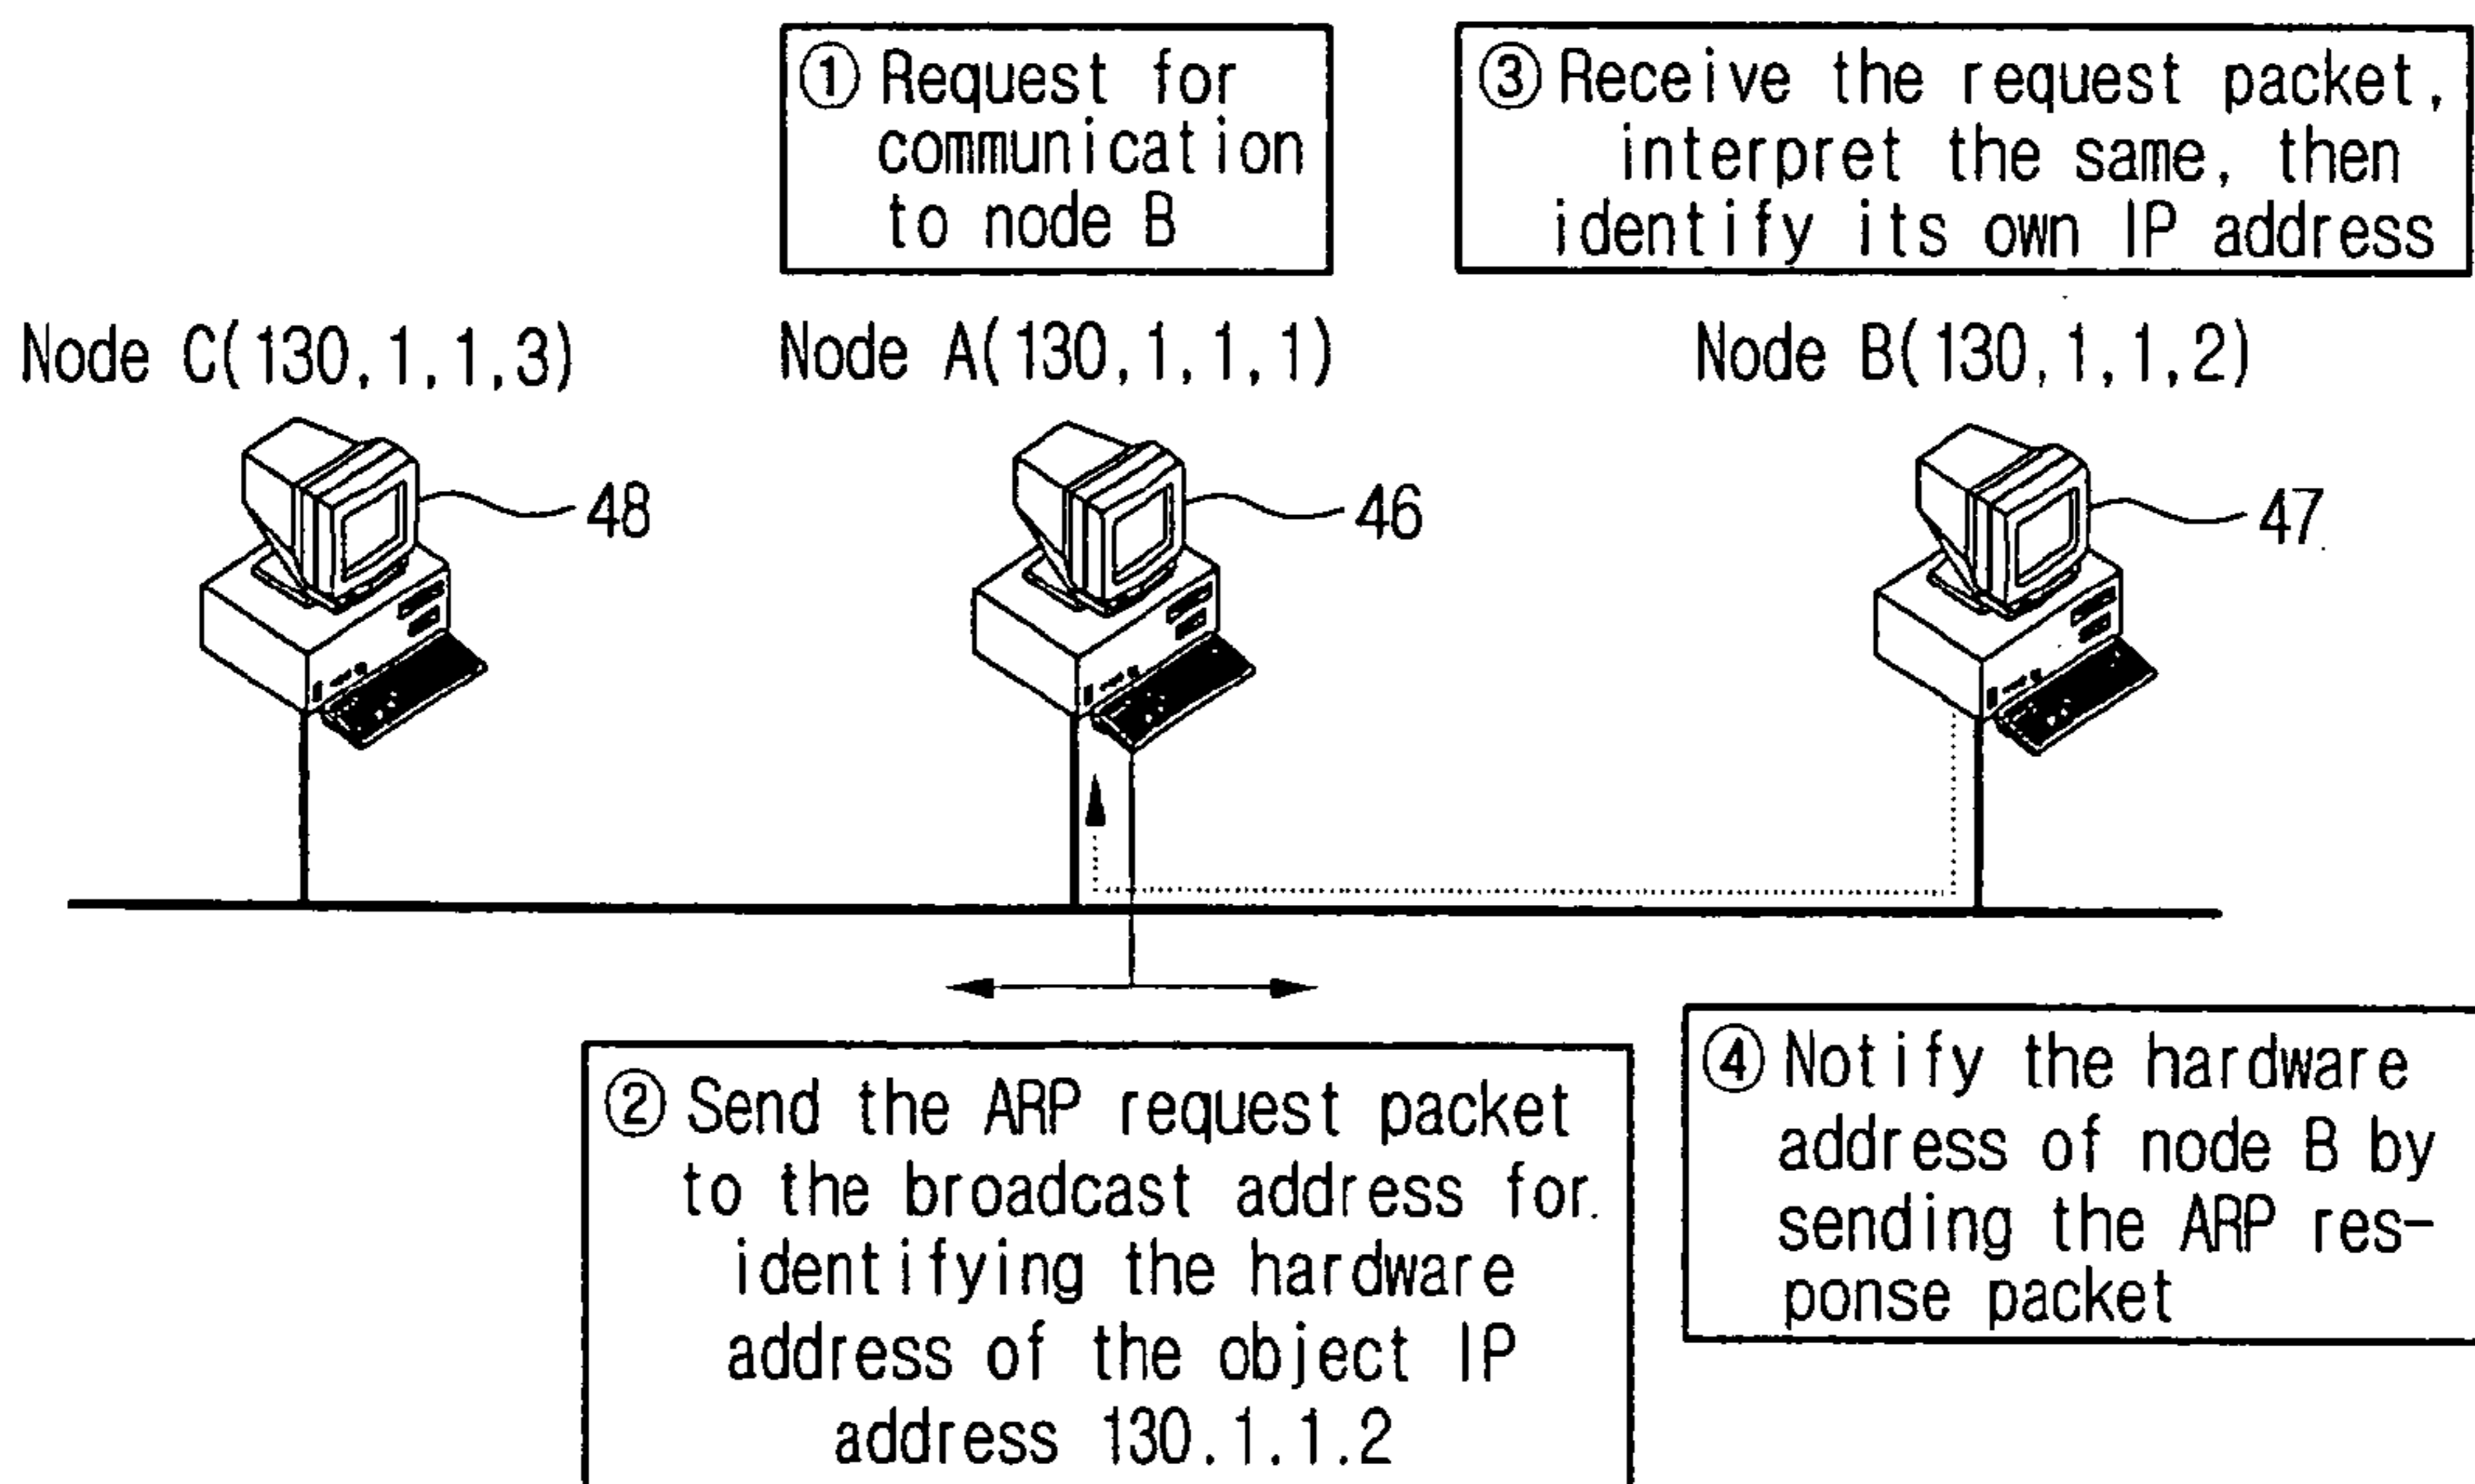 ① Request for
communication
to node B
③ Receive the request packet,
interpret the same, then
identify its own IP address
Node C(130,1,1,3)
Node A(130,1,1,1)
Node B(130,1,1,2)
48
46
47
② Send the ARP request packet
to the broadcast address for
identifying the hardware
address of the object IP
address 130.1.1.2
④ Notify the hardware
address of node B by
sending the ARP res-
ponse packet